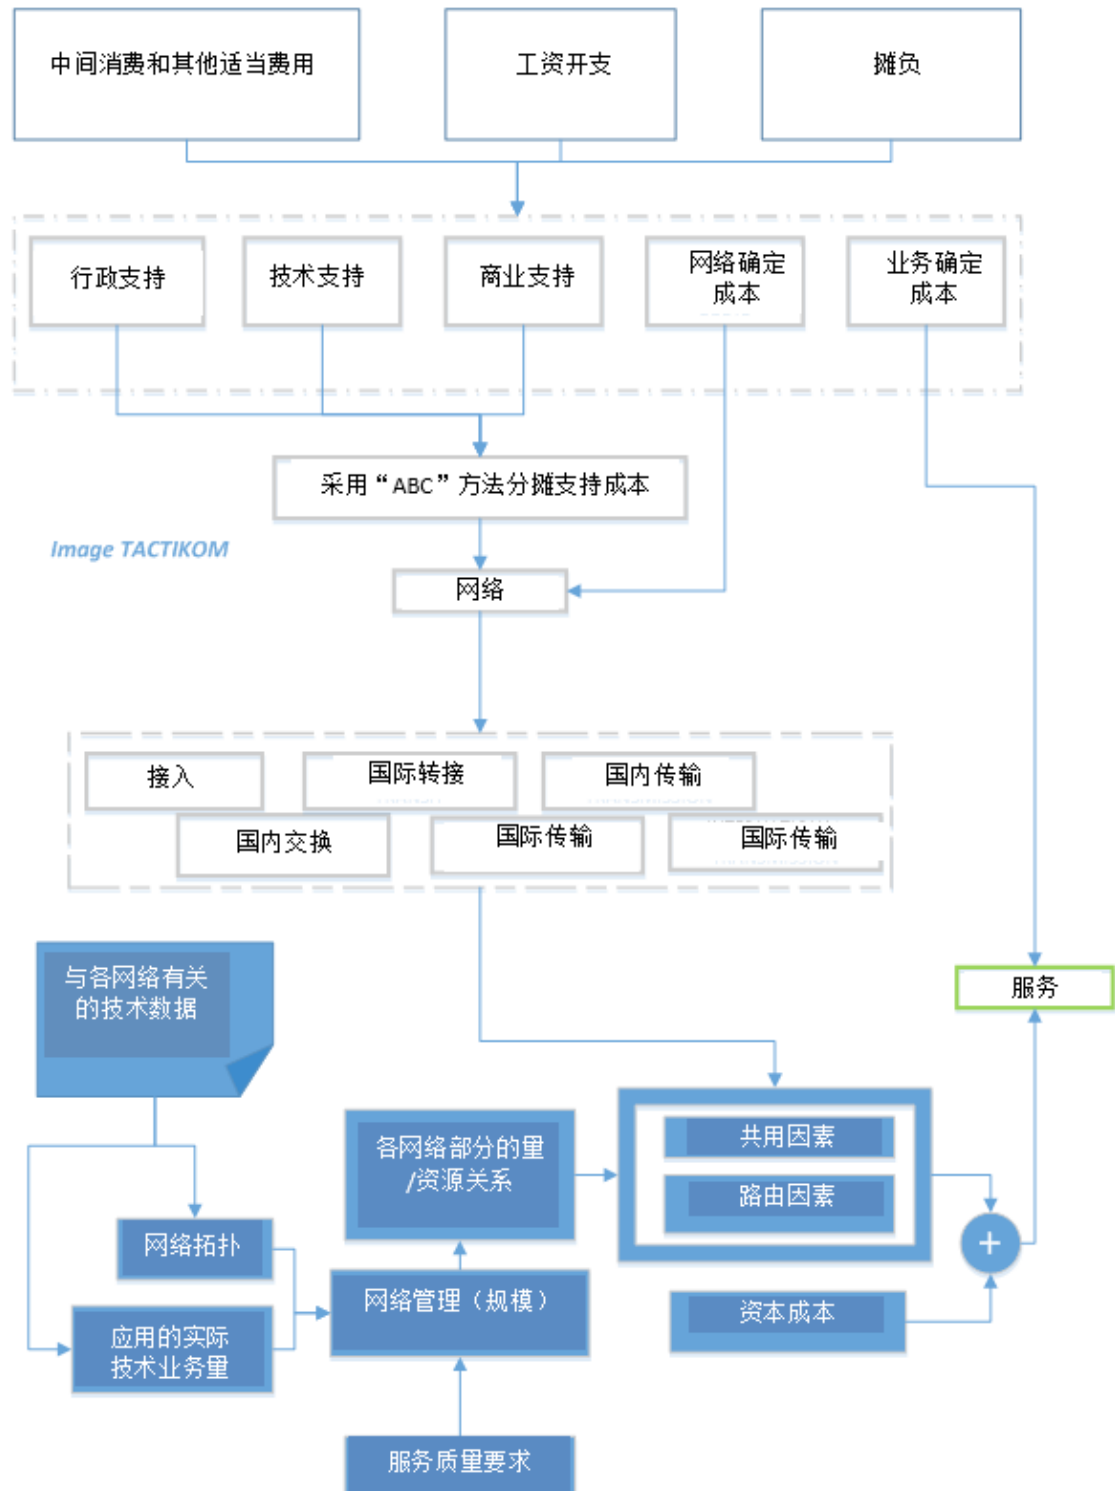 中间消费和其他适当费用
工资开支
摊负
行政支持
技术支持
商业支持
网络确定
成本
业务确定
成本
采用“ABC”方法分摊支持成本
Image TACTIKOM
网络
接入
国际转接
国内传输
国内交换
国际传输
国际传输
与各网络有关
的技术数据
服务
各网络部分的量
/资源关系
共用因素
路由因素
网络拓扑
+
网络管理（规模）
资本成本
应用的实际
技术业务量
服务质量要求